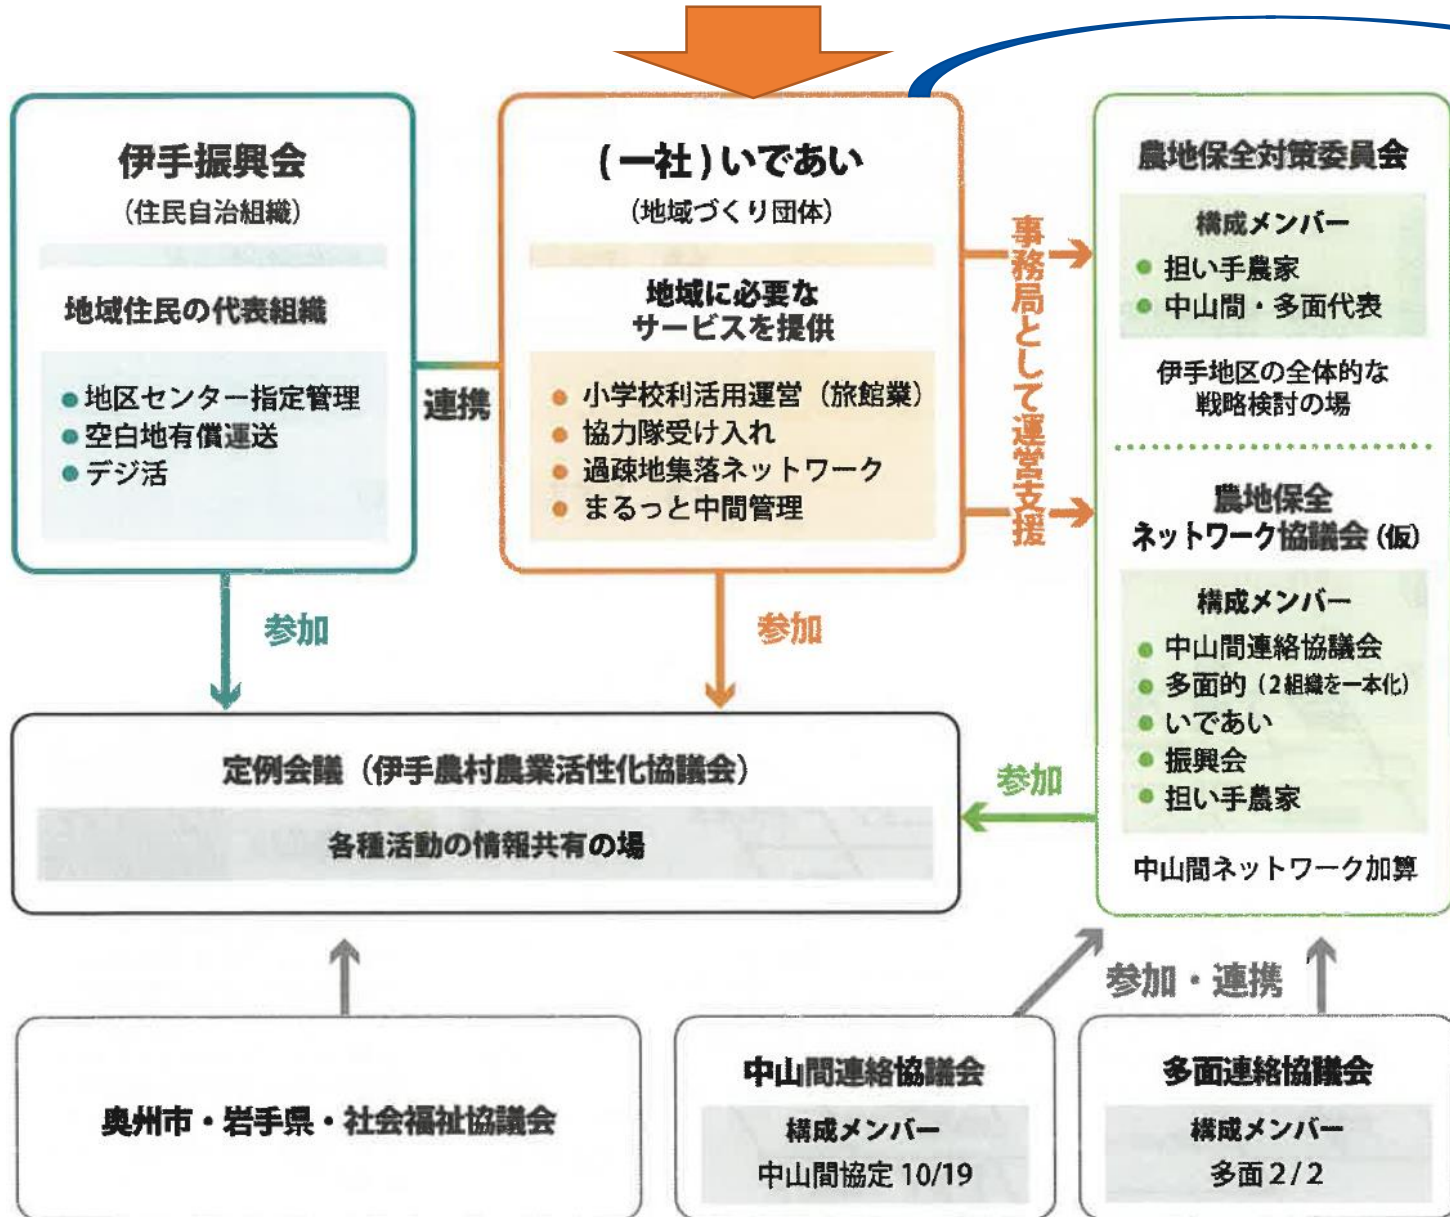 伊手振興会
（住民自治組織）
地域住民の代表組織
● 地区センター指定管理
● 空白地有償運送
● デジ活
連携
(一社)いであい
（地域づくり団体）
地域に必要な
サービスを提供
● 小学校利活用運営（旅館業）
● 協力隊受け入れ
● 過疎地集落ネットワーク
● まるっと中間管理
事務局として運営支援
農地保全対策委員会
構成メンバー
● 担い手農家
● 中山間・多面代表
伊手地区の全体的な
戦略検討の場
農地保全
ネットワーク協議会（仮）
構成メンバー
● 中山間連絡協議会
● 多面的（2組織を一本化）
● いであい
● 振興会
● 担い手農家
中山間ネットワーク加算
参加
参加
参加
定例会議（伊手農村農業活性化協議会）
各種活動の情報共有の場
参加・連携
奥州市・岩手県・社会福祉協議会
中山間連絡協議会
構成メンバー
中山間協定 10/19
多面連絡協議会
構成メンバー
多面 2/2